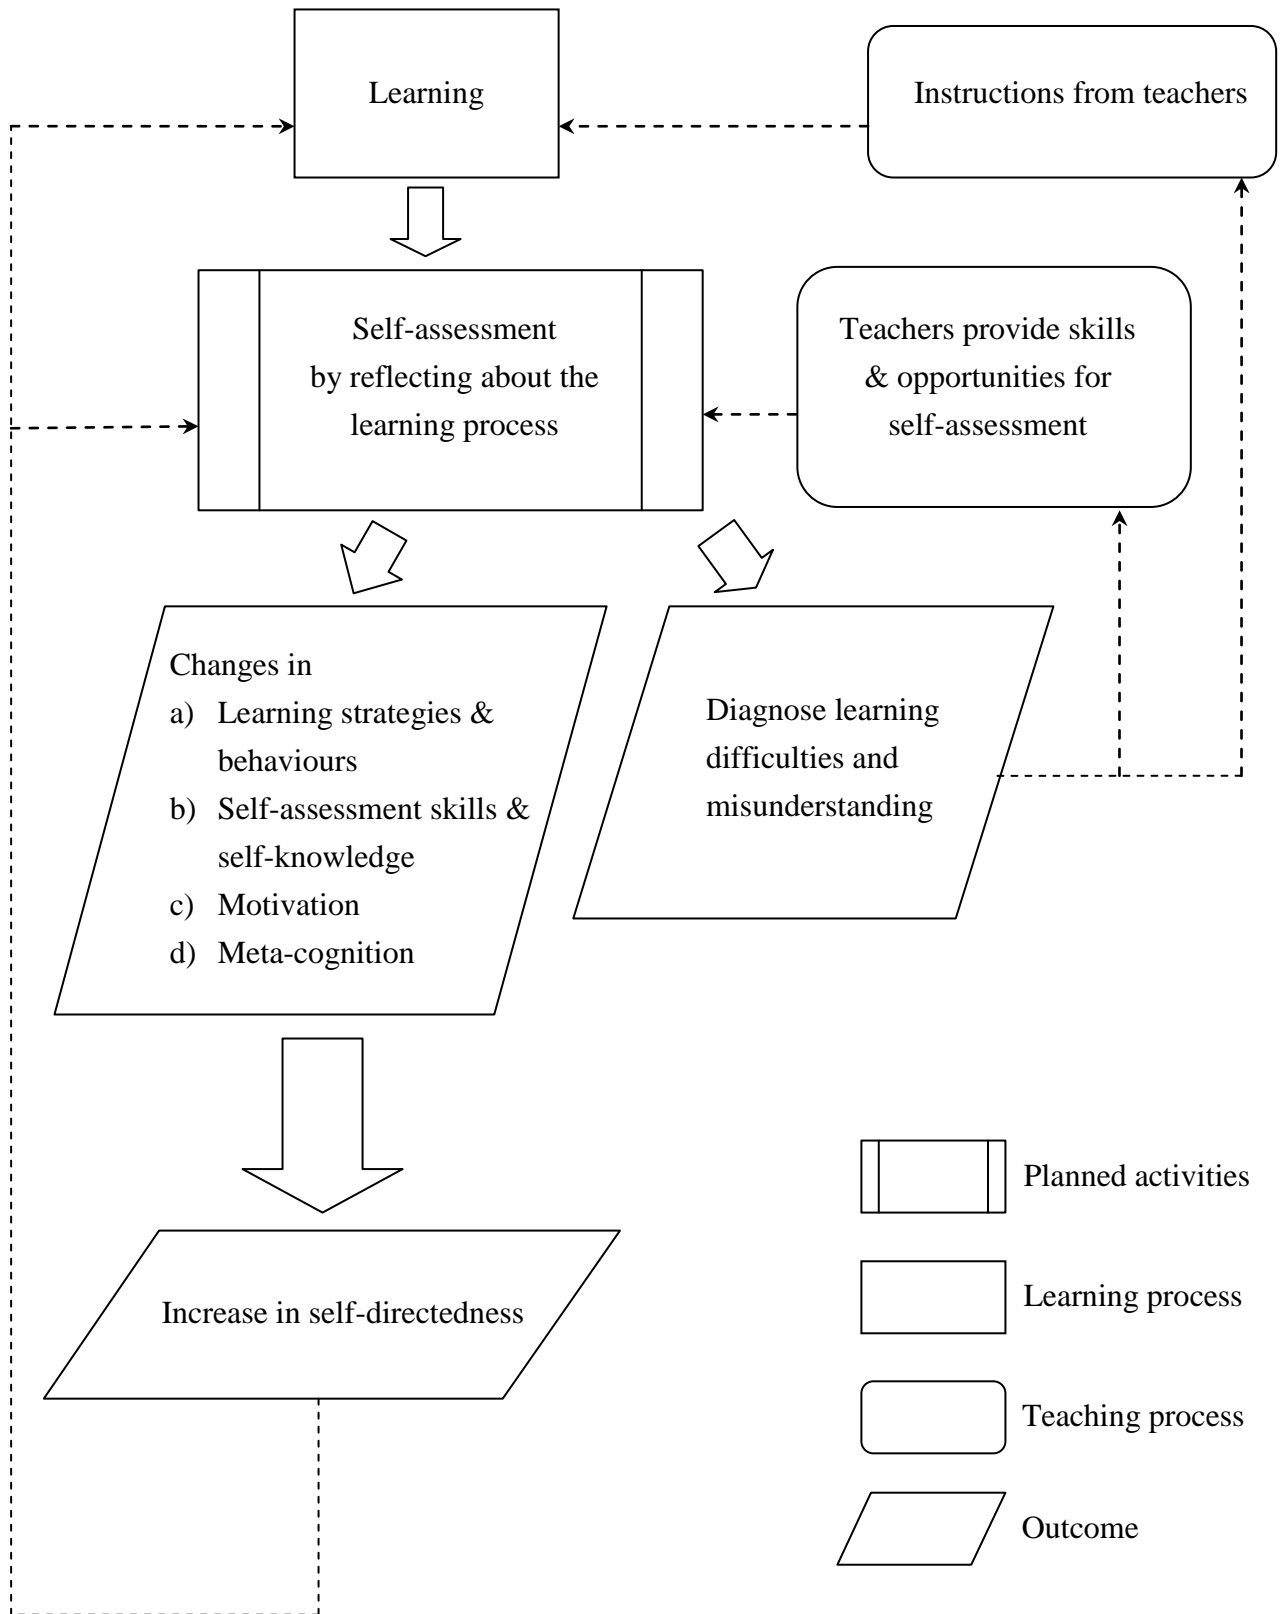 Learning
Instructions from teachers
Self-assessment
by reflecting about the
learning process
Teachers provide skills
& opportunities for
self-assessment
Changes in
a) Learning strategies &
behaviours
b) Self-assessment skills &
self-knowledge
c) Motivation
d) Meta-cognition
Diagnose learning
difficulties and
misunderstanding
Increase in self-directedness
Planned activities
Learning process
Teaching process
Outcome